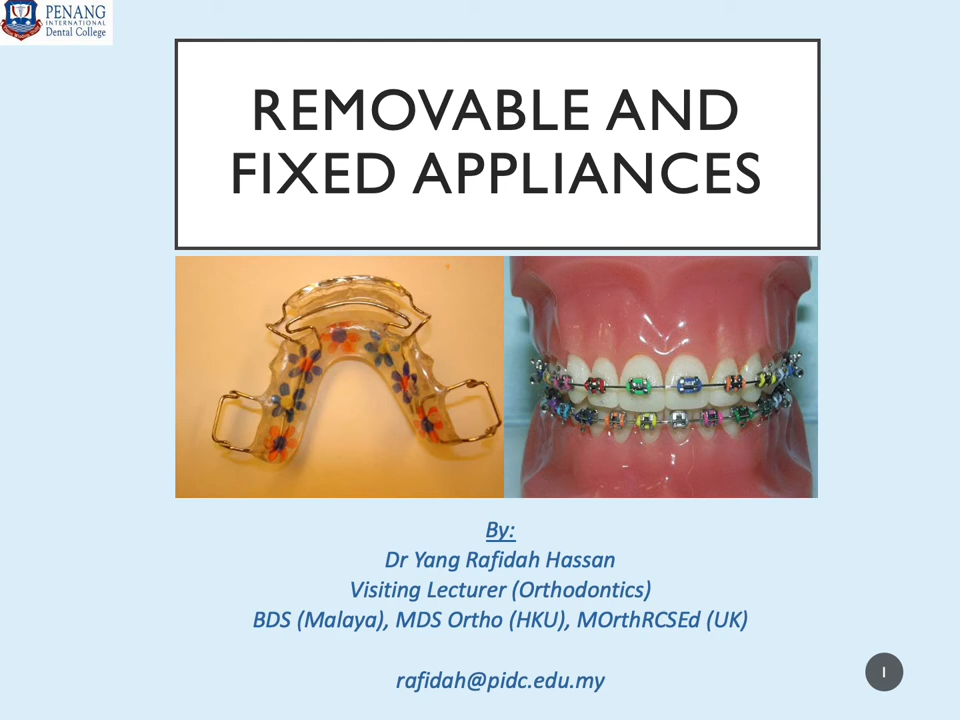 PENANG
INTERNATIONAL
Dental College
REMOVABLE AND
FIXED APPLIANCES
By:
Dr Yang Rafidah Hassan
Visiting Lecturer (Orthodontics)
BDS (Malaya), MDS Ortho (HKU), MOrthRCSEd (UK)
rafidah@pidc.edu.my
1